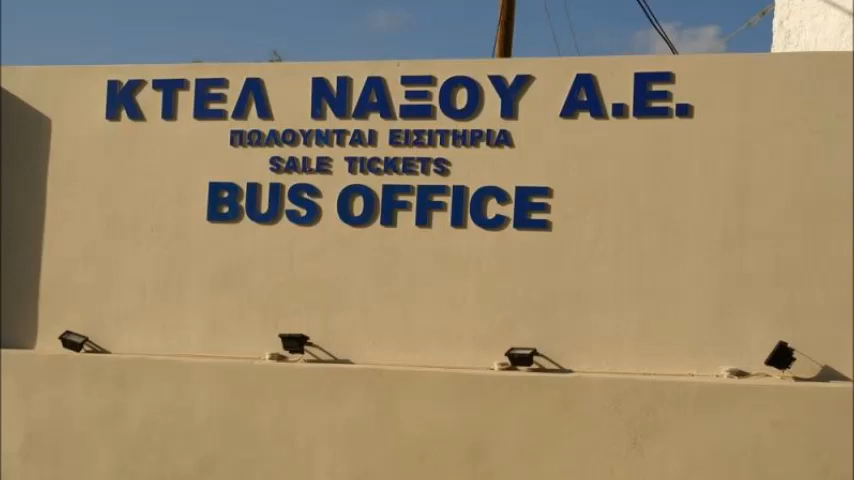 ΚΤΕΛ ΝΑΞΟΥ Α.Ε.
ΠΩΛΟΥΝΤΑΙ ΕΙΣΙΤΗΡΙΑ
SALE TICKETS
BUS OFFICE